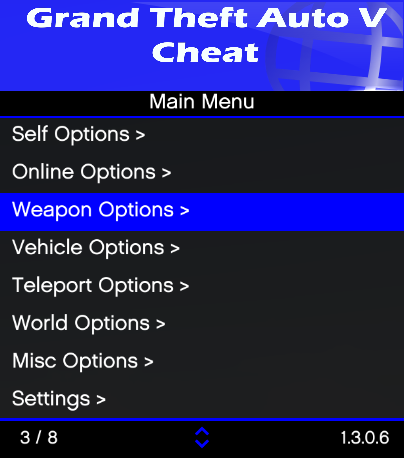 Grand Theft Auto V
Cheat
Main Menu
Self Options >
Online Options >
Weapon Options >
Vehicle Options >
Teleport Options >
World Options >
Misc Options >
Settings >
3 / 8
1.3.0.6